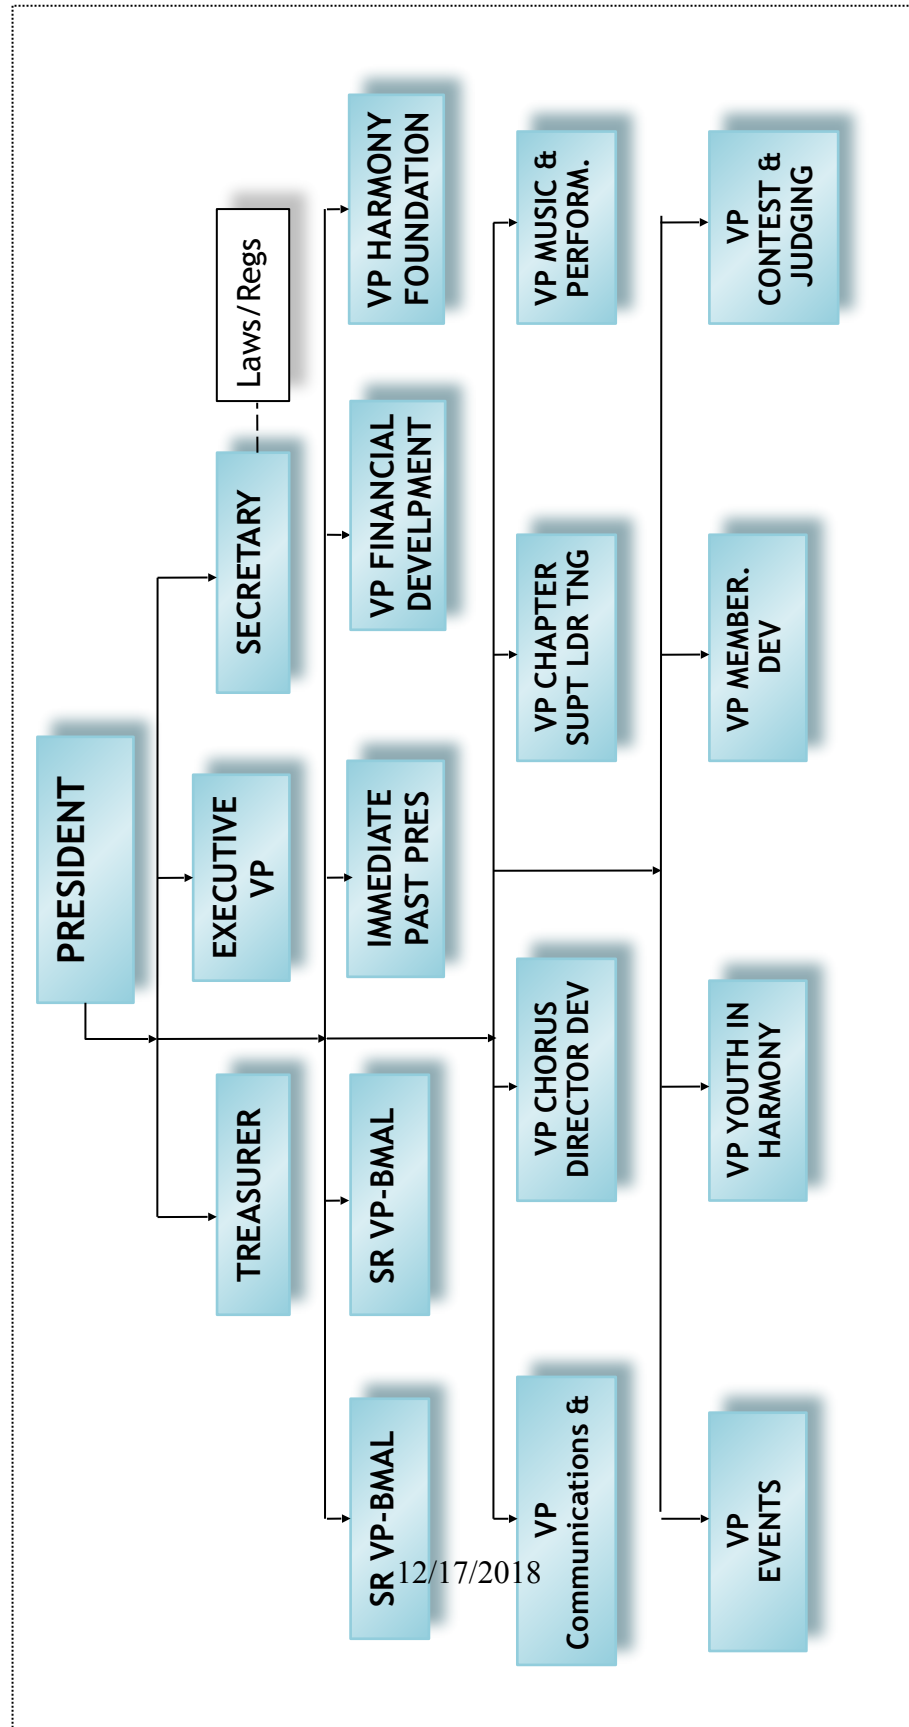 PRESIDENT
TREASURER
EXECUTIVE
VP
SECRETARY
Laws/Regs
SR VP-BMAL
SR VP-BMAL
IMMEDIATE
PAST PRES
VP FINANCIAL
DEVELPMENT
VP HARMONY
FOUNDATION
VP
Communications &
VP CHORUS
DIRECTOR DEV
VP CHAPTER
SUPT LDR TNG
VP MUSIC &
PERFORM.
VP
EVENTS
VP YOUTH IN
HARMONY
VP MEMBER.
DEV
VP
CONTEST &
JUDGING
12/17/2018